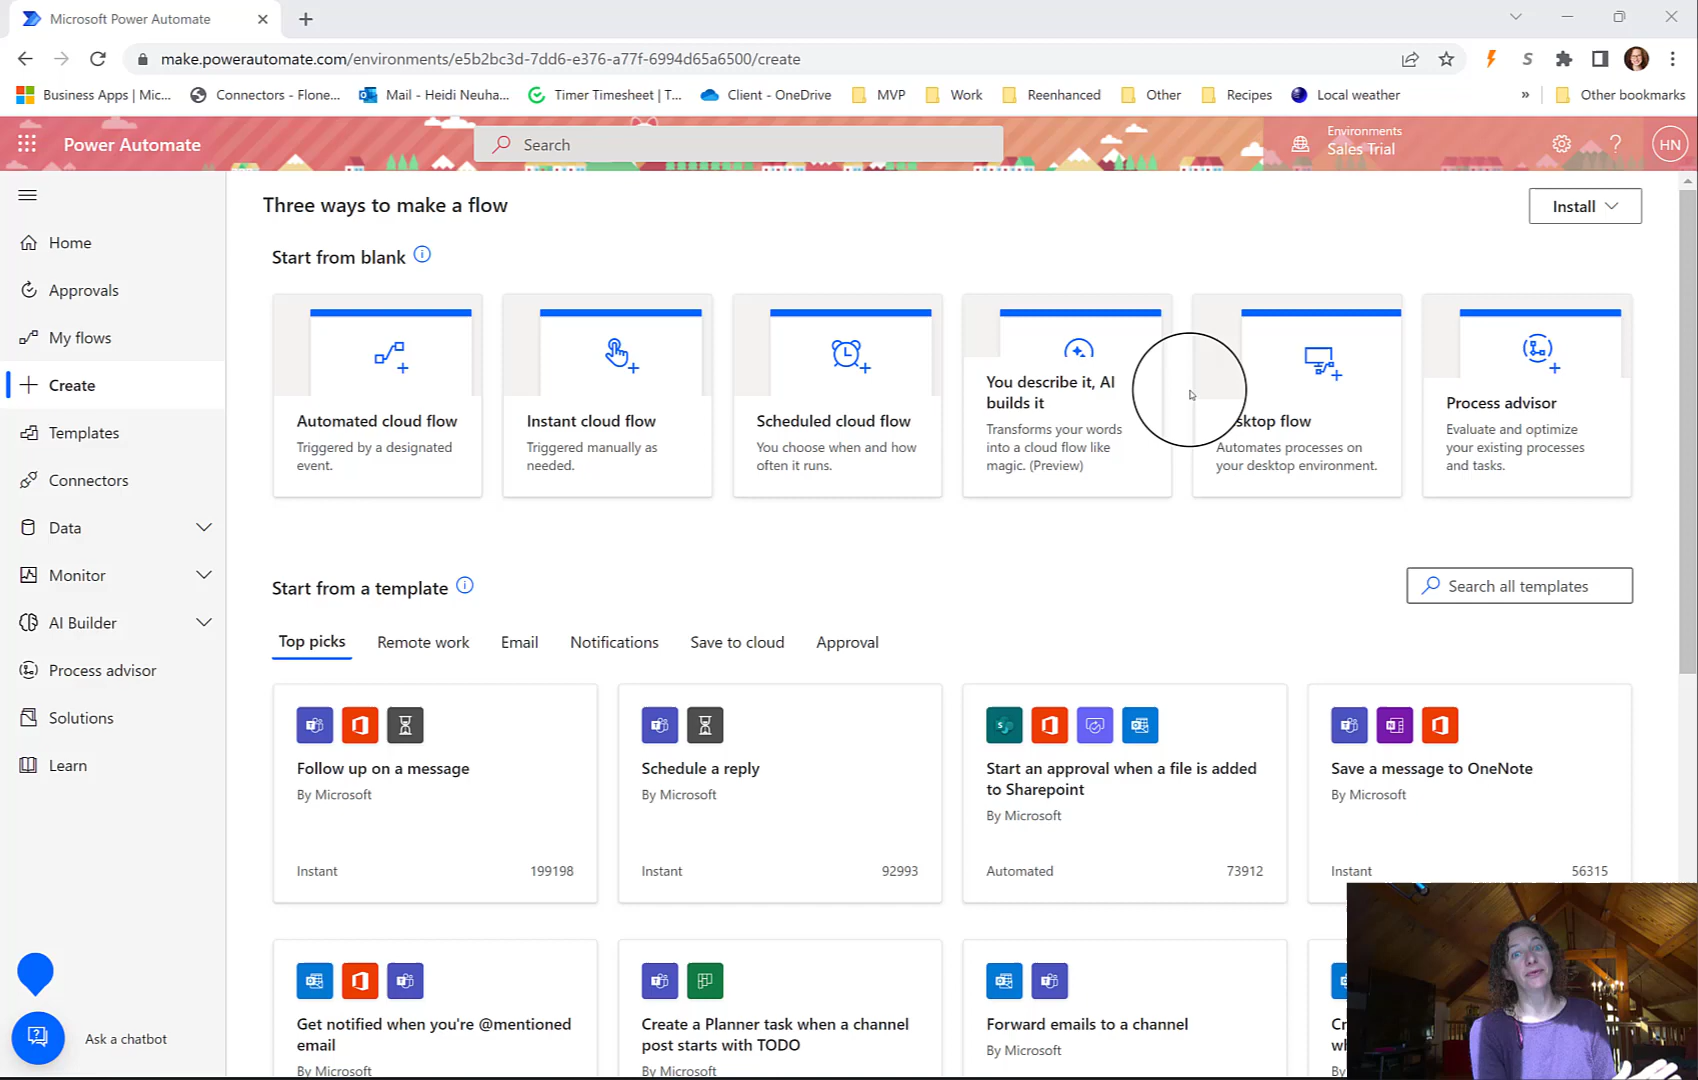 Microsoft Power Automate
make.powerautomate.com/environments/e5b2bc3d-7dd6-e376-a77f-6994d65a6500/create
Business Apps | Mic...
Connectors - Flone...
Mail - Heidi Neuha...
Timer Timesheet | T...
Client - OneDrive
MVP
Work
Reenhanced
Other
Recipes
Local weather
»
Other bookmarks
Power Automate
Search
Environments
Sales Trial
HN
Home
Approvals
My flows
Create
Templates
Connectors
Data
Monitor
AI Builder
Process advisor
Solutions
Learn
Ask a chatbot
Three ways to make a flow
Install
Start from blank
Automated cloud flow
Triggered by a designated
event.
Instant cloud flow
Triggered manually as
needed.
Scheduled cloud flow
You choose when and how
often it runs.
You describe it, AI
builds it
Transforms your words
into a cloud flow like
magic. (Preview)
sktop flow
Automates processes on
your desktop environment.
Process advisor
Evaluate and optimize
your existing processes
and tasks.
Start from a template
Search all templates
Top picks
Remote work
Email
Notifications
Save to cloud
Approval
Follow up on a message
By Microsoft
Instant
199198
Schedule a reply
By Microsoft
Instant
92993
Start an approval when a file is added
to Sharepoint
By Microsoft
Automated
73912
Save a message to OneNote
By Microsoft
Instant
56315
Get notified when you're @mentioned
email
By Microsoft
Create a Planner task when a channel
post starts with TODO
By Microsoft
Forward emails to a channel
By Microsoft
Cr
wh
By